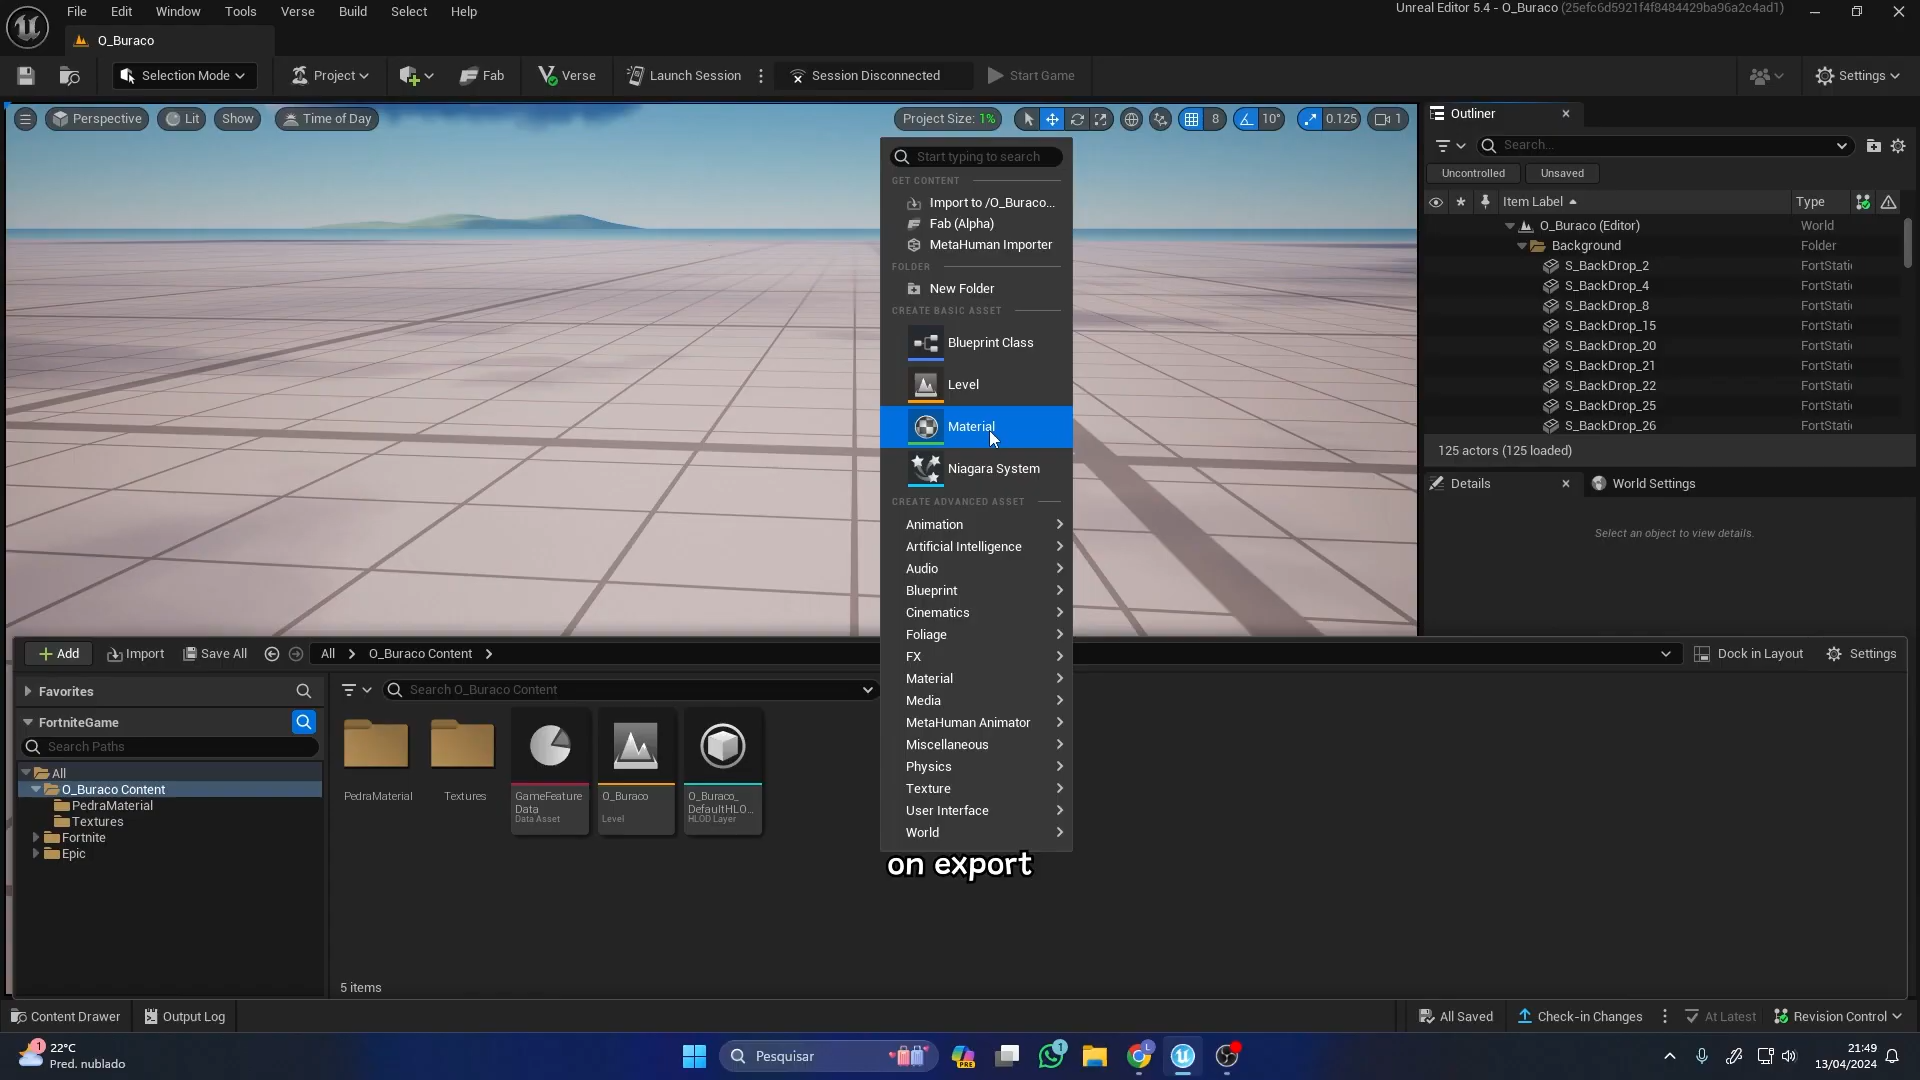 File Edit Window Tools Verse Build Select Help
Unreal Editor 5.4 - O_Buraco (25efc6d5921f4f8484429ba96a2c4ad1)
O_Buraco
Selection Mode
Project
Fab
Verse
Launch Session
Session Disconnected
Start Game
Settings
Perspective
Lit
Show
Time of Day
Project Size: 1%
8
10°
0.125
1
Start typing to search
GET CONTENT
Import to /O_Buraco...
Fab (Alpha)
MetaHuman Importer
FOLDER
New Folder
CREATE BASIC ASSET
Blueprint Class
Level
Material
Niagara System
CREATE ADVANCED ASSET
Animation
Artificial Intelligence
Audio
Blueprint
Cinematics
Foliage
FX
Material
Media
MetaHuman Animator
Miscellaneous
Physics
Texture
User Interface
World
on export
Outliner
Search...
Uncontrolled
Unsaved
Item Label
Type
O_Buraco (Editor) World
Background Folder
S_BackDrop_2 FortStati
S_BackDrop_4 FortStati
S_BackDrop_8 FortStati
S_BackDrop_15 FortStati
S_BackDrop_20 FortStati
S_BackDrop_21 FortStati
S_BackDrop_22 FortStati
S_BackDrop_25 FortStati
S_BackDrop_26 FortStati
125 actors (125 loaded)
Details
World Settings
Select an object to view details.
Add
Import
Save All
All
O_Buraco Content
Dock in Layout
Settings
Favorites
FortniteGame
Search Paths
All
O_Buraco Content
PedraMaterial
Textures
Fortnite
Epic
Search O_Buraco Content
PedraMaterial
Textures
GameFeature
Data
Data Asset
O_Buraco
Level
O_Buraco_
DefaultHLO...
HLOD Layer
5 items
Content Drawer
Output Log
All Saved
Check-in Changes
At Latest
Revision Control
1
22°C
Pred. nublado
Pesquisar
PRE
1
L
21:49
13/04/2024